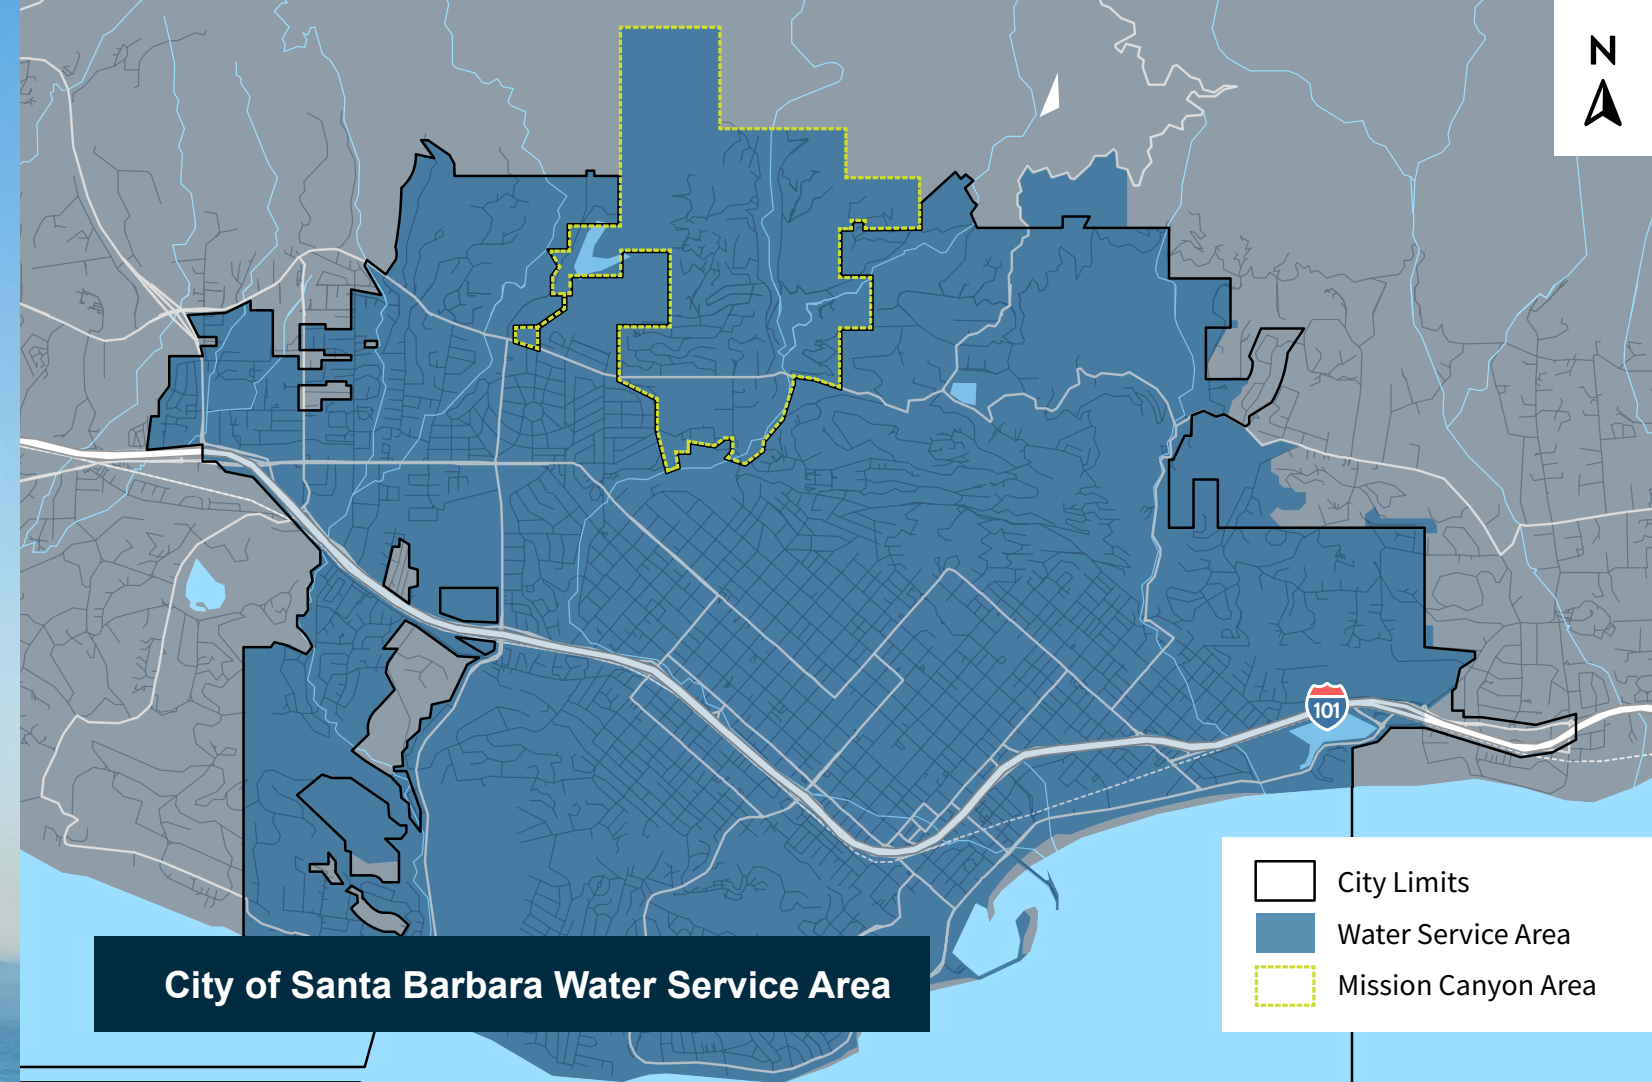 N
101
City Limits
Water Service Area
Mission Canyon Area
City of Santa Barbara Water Service Area